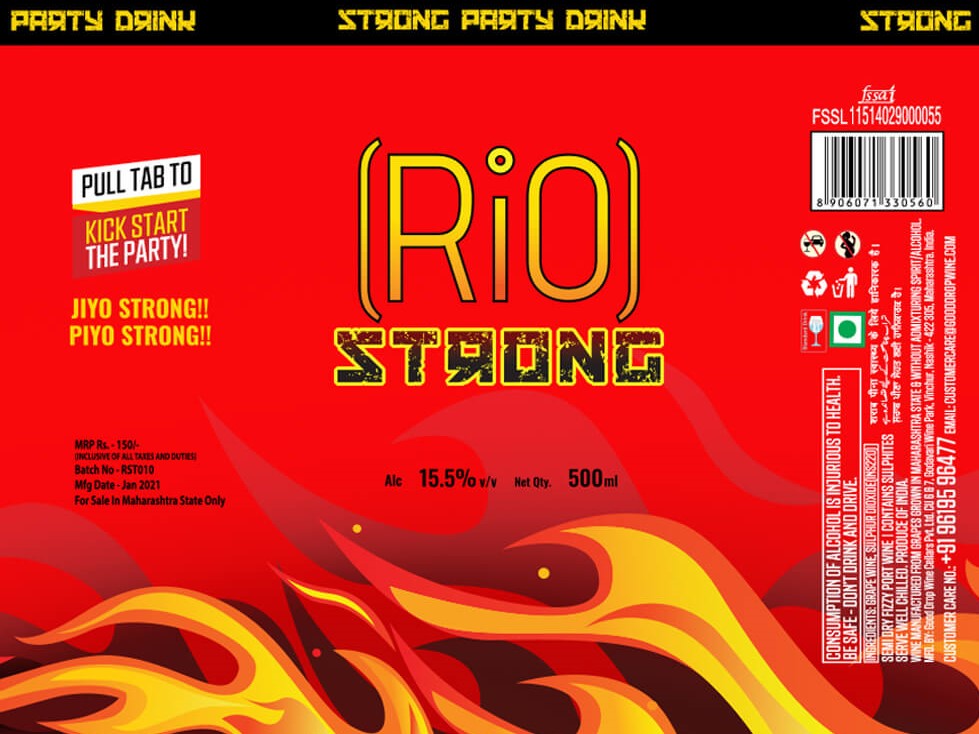 PARTY DRINK
STRONG PARTY DRINK
STRONG
PULL TAB TO
KICK START
THE PARTY!
JIYO STRONG!!
PIYO STRONG!!
MRP Rs. - 150/-
(INCLUSIVE OF ALL TAXES AND DUTIES)
Batch No - RST010
Mfg Date - Jan 2021
For Sale In Maharashtra State Only
(RiO)
STRONG
Alc 15.5% v/v Net Qty. 500ml
fssai
FSSL 11514029000055
8 906071 330560
Standard Drink
शराब पीना स्वास्थ्य के लिये हानिकारक है।
CONSUMPTION OF ALCOHOL IS INJURIOUS TO HEALTH.
BE SAFE - DON'T DRINK AND DRIVE.
INGREDIENTS: GRAPE WINE, SULPHUR DIOXIDE(INS220)
SEMI DRY FIZZY PORT WINE | CONTAINS SULPHITES
SERVE WELL CHILLED. PRODUCE OF INDIA.
WINE MANUFACTURED FROM GRAPES GROWN IN MAHARASHTRA STATE & WITHOUT ADMIXTURING SPIRIT/ALCOHOL.
MFG. BY: Good Drop Wine Cellars Pvt. Ltd. CU 6 & 7, Godavari Wine Park, Vinchur, Nashik - 422 305, Maharashtra, India.
CUSTOMER CARE NO.: +91 96195 96477 EMAIL: CUSTOMERCARE@GOODDROPWINE.COM